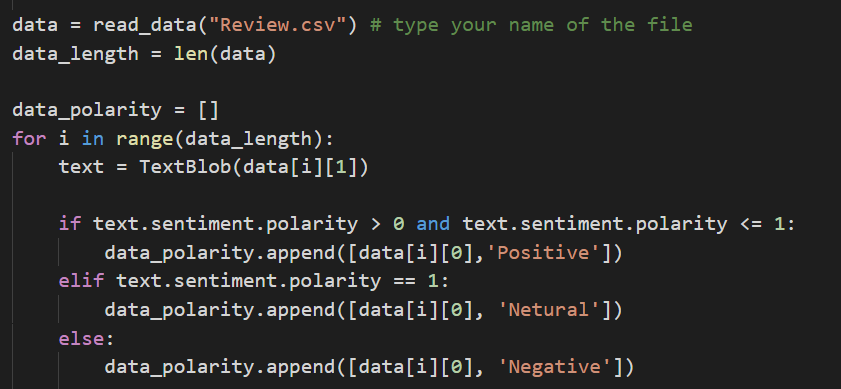 data = read_data("Review.csv") # type your name of the file
data_length = len(data)
data_polarity = []
for i in range(data_length):
text = TextBlob(data[i][1])
if text.sentiment.polarity > 0 and text.sentiment.polarity <= 1:
data_polarity.append([data[i][0],'Positive'])
elif text.sentiment.polarity == 1:
data_polarity.append([data[i][0], 'Netural'])
else:
data_polarity.append([data[i][0], 'Negative'])